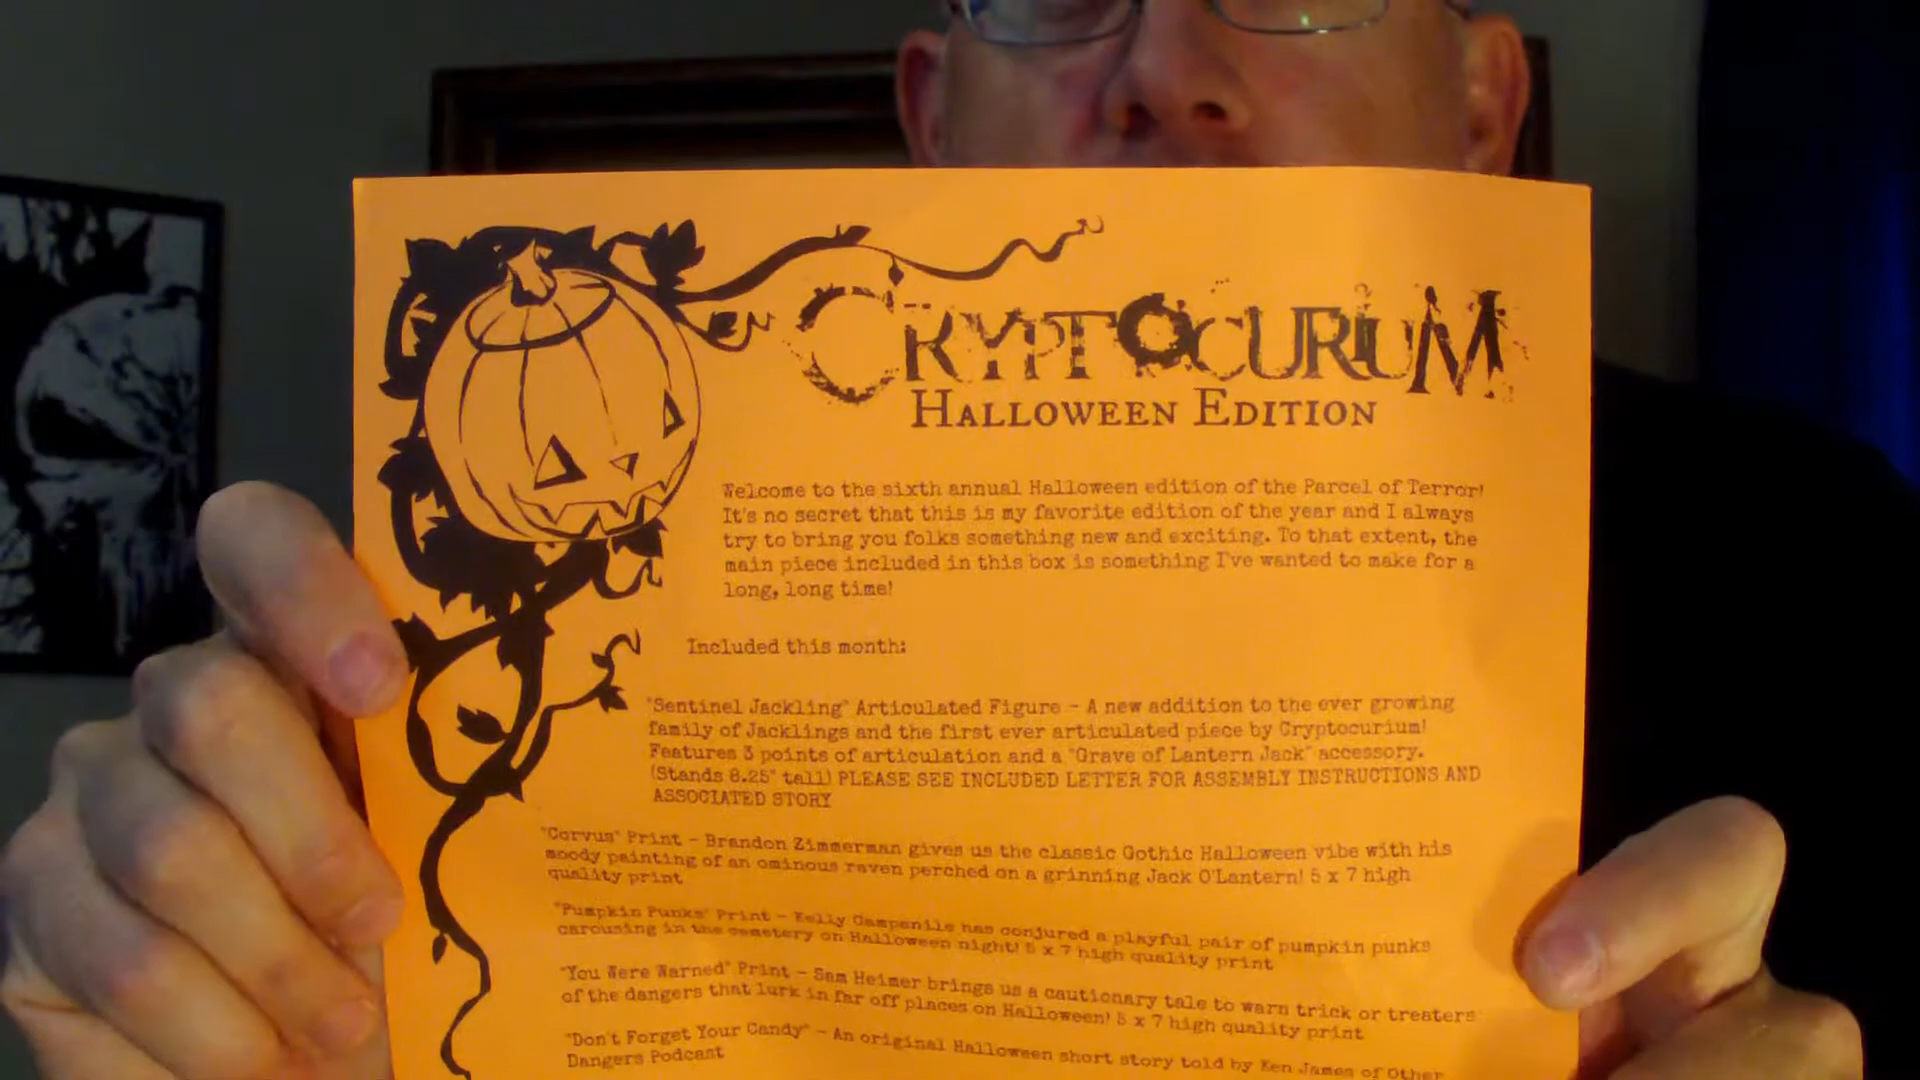 CRYPTOCURIUM
HALLOWEEN EDITION
Welcome to the sixth annual Halloween edition of the Parcel of Terror!
It's no secret that this is my favorite edition of the year and I always
try to bring you folks something new and exciting. To that extent, the
main piece included in this box is something I've wanted to make for a
long, long time!
Included this month:
"Sentinel Jackling" Articulated Figure - A new addition to the ever growing
family of Jacklings and the first ever articulated piece by Cryptocurium!
Features 3 points of articulation and a "Grave of Lantern Jack" accessory.
(Stands 8.25" tall) PLEASE SEE INCLUDED LETTER FOR ASSEMBLY INSTRUCTIONS AND
ASSOCIATED STORY
"Corvus" Print - Brandon Zimmerman gives us the classic Gothic Halloween vibe with his
moody painting of an ominous raven perched on a grinning Jack O'Lantern! 5 x 7 high
quality print
"Pumpkin Punks" Print - Kelly Campenile has conjured a playful pair of pumpkin punks
carousing in the cemetery on Halloween night! 5 x 7 high quality print
"You Were Warned" Print - Sam Heimer brings us a cautionary tale to warn trick or treaters
of the dangers that lurk in far off places on Halloween! 5 x 7 high quality print
"Don't Forget Your Candy" - An original Halloween short story told by Ken James of Other
Dangers Podcast